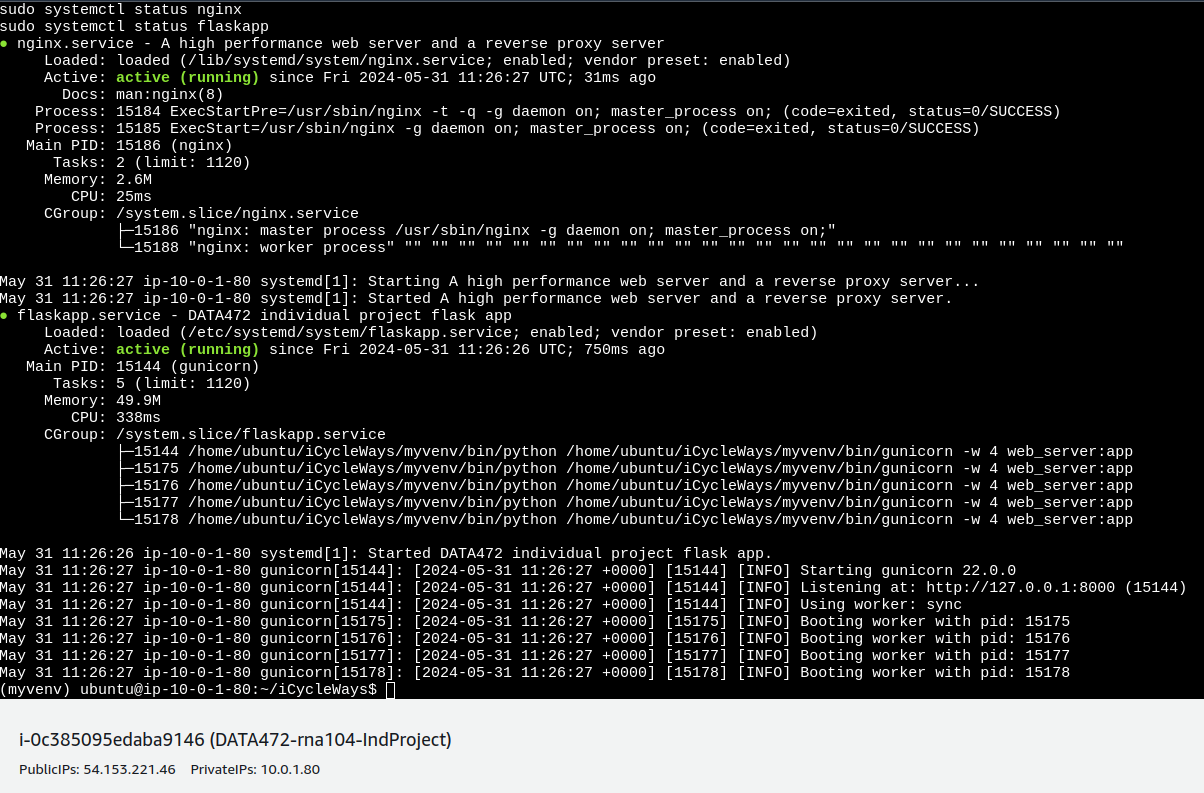 sudo systemctl status nginx
sudo systemctl status flaskapp
● nginx.service - A high performance web server and a reverse proxy server
     Loaded: loaded (/lib/systemd/system/nginx.service; enabled; vendor preset: enabled)
     Active: active (running) since Fri 2024-05-31 11:26:27 UTC; 31ms ago
       Docs: man:nginx(8)
    Process: 15184 ExecStartPre=/usr/sbin/nginx -t -q -g daemon on; master_process on; (code=exited, status=0/SUCCESS)
    Process: 15185 ExecStart=/usr/sbin/nginx -g daemon on; master_process on; (code=exited, status=0/SUCCESS)
   Main PID: 15186 (nginx)
      Tasks: 2 (limit: 1120)
     Memory: 2.6M
        CPU: 25ms
     CGroup: /system.slice/nginx.service
             ├─15186 "nginx: master process /usr/sbin/nginx -g daemon on; master_process on;"
             └─15188 "nginx: worker process" "" "" "" "" "" "" "" "" "" "" "" "" "" "" "" "" "" "" "" "" "" "" "" "" "" "" ""

May 31 11:26:27 ip-10-0-1-80 systemd[1]: Starting A high performance web server and a reverse proxy server...
May 31 11:26:27 ip-10-0-1-80 systemd[1]: Started A high performance web server and a reverse proxy server.
● flaskapp.service - DATA472 individual project flask app
     Loaded: loaded (/etc/systemd/system/flaskapp.service; enabled; vendor preset: enabled)
     Active: active (running) since Fri 2024-05-31 11:26:26 UTC; 750ms ago
   Main PID: 15144 (gunicorn)
      Tasks: 5 (limit: 1120)
     Memory: 49.9M
        CPU: 338ms
     CGroup: /system.slice/flaskapp.service
             ├─15144 /home/ubuntu/iCycleWays/myvenv/bin/python /home/ubuntu/iCycleWays/myvenv/bin/gunicorn -w 4 web_server:app
             ├─15175 /home/ubuntu/iCycleWays/myvenv/bin/python /home/ubuntu/iCycleWays/myvenv/bin/gunicorn -w 4 web_server:app
             ├─15176 /home/ubuntu/iCycleWays/myvenv/bin/python /home/ubuntu/iCycleWays/myvenv/bin/gunicorn -w 4 web_server:app
             ├─15177 /home/ubuntu/iCycleWays/myvenv/bin/python /home/ubuntu/iCycleWays/myvenv/bin/gunicorn -w 4 web_server:app
             └─15178 /home/ubuntu/iCycleWays/myvenv/bin/python /home/ubuntu/iCycleWays/myvenv/bin/gunicorn -w 4 web_server:app

May 31 11:26:26 ip-10-0-1-80 systemd[1]: Started DATA472 individual project flask app.
May 31 11:26:27 ip-10-0-1-80 gunicorn[15144]: [2024-05-31 11:26:27 +0000] [15144] [INFO] Starting gunicorn 22.0.0
May 31 11:26:27 ip-10-0-1-80 gunicorn[15144]: [2024-05-31 11:26:27 +0000] [15144] [INFO] Listening at: http://127.0.0.1:8000 (15144)
May 31 11:26:27 ip-10-0-1-80 gunicorn[15144]: [2024-05-31 11:26:27 +0000] [15144] [INFO] Using worker: sync
May 31 11:26:27 ip-10-0-1-80 gunicorn[15175]: [2024-05-31 11:26:27 +0000] [15175] [INFO] Booting worker with pid: 15175
May 31 11:26:27 ip-10-0-1-80 gunicorn[15176]: [2024-05-31 11:26:27 +0000] [15176] [INFO] Booting worker with pid: 15176
May 31 11:26:27 ip-10-0-1-80 gunicorn[15177]: [2024-05-31 11:26:27 +0000] [15177] [INFO] Booting worker with pid: 15177
May 31 11:26:27 ip-10-0-1-80 gunicorn[15178]: [2024-05-31 11:26:27 +0000] [15178] [INFO] Booting worker with pid: 15178
(myvenv) ubuntu@ip-10-0-1-80:~/iCycleWays$
i-0c385095edaba9146 (DATA472-rna104-IndProject)
PublicIPs: 54.153.221.46    PrivateIPs: 10.0.1.80